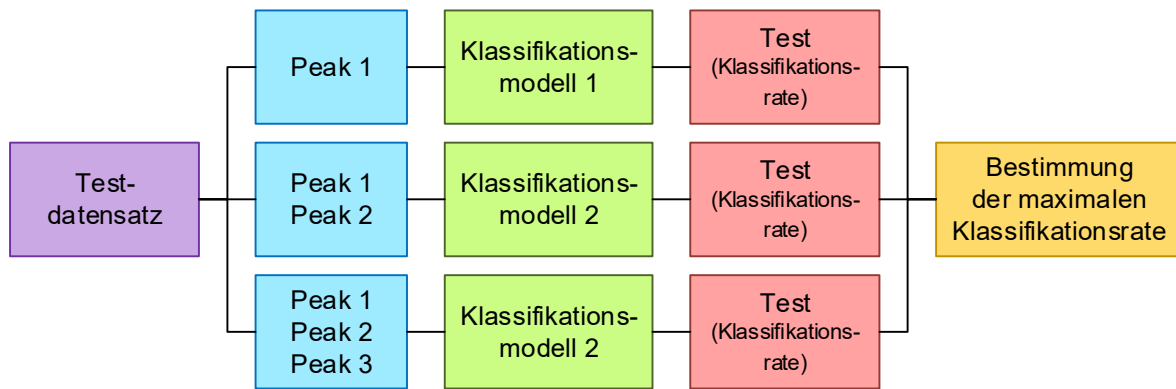 Test-
datensatz
Peak 1
Klassifikations-
modell 1
Test
(Klassifikations-
rate)
Peak 1
Peak 2
Klassifikations-
modell 2
Test
(Klassifikations-
rate)
Peak 1
Peak 2
Peak 3
Klassifikations-
modell 2
Test
(Klassifikations-
rate)
Bestimmung
der maximalen
Klassifikationsrate